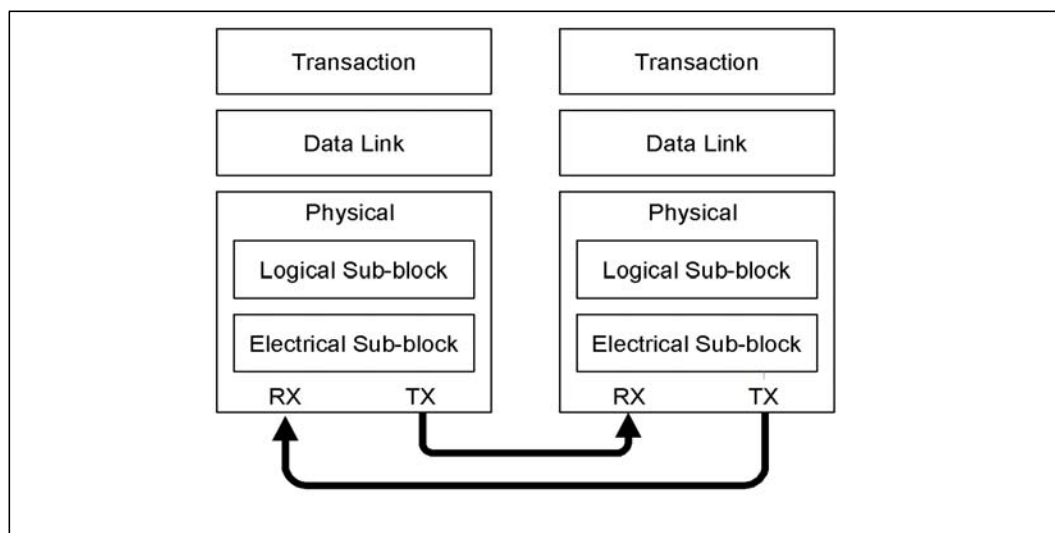 Transaction
Data Link
Physical
Logical Sub-block
Electrical Sub-block
RX TX
Transaction
Data Link
Physical
Logical Sub-block
Electrical Sub-block
RX TX